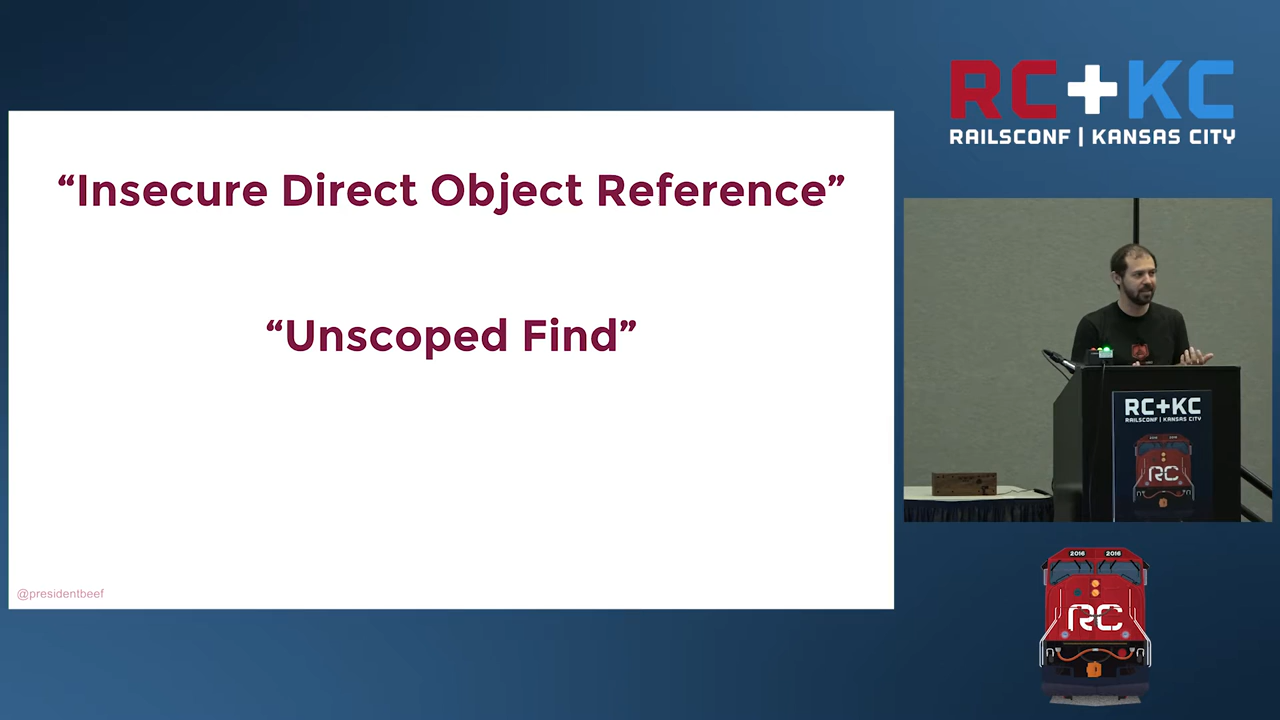 “Insecure Direct Object Reference”
“Unscoped Find”
@presidentbeef
RC+KC
RAILSCONF | KANSAS CITY
RC+KC
RAILSCONF | KANSAS CITY
RC
2016 2016
RC